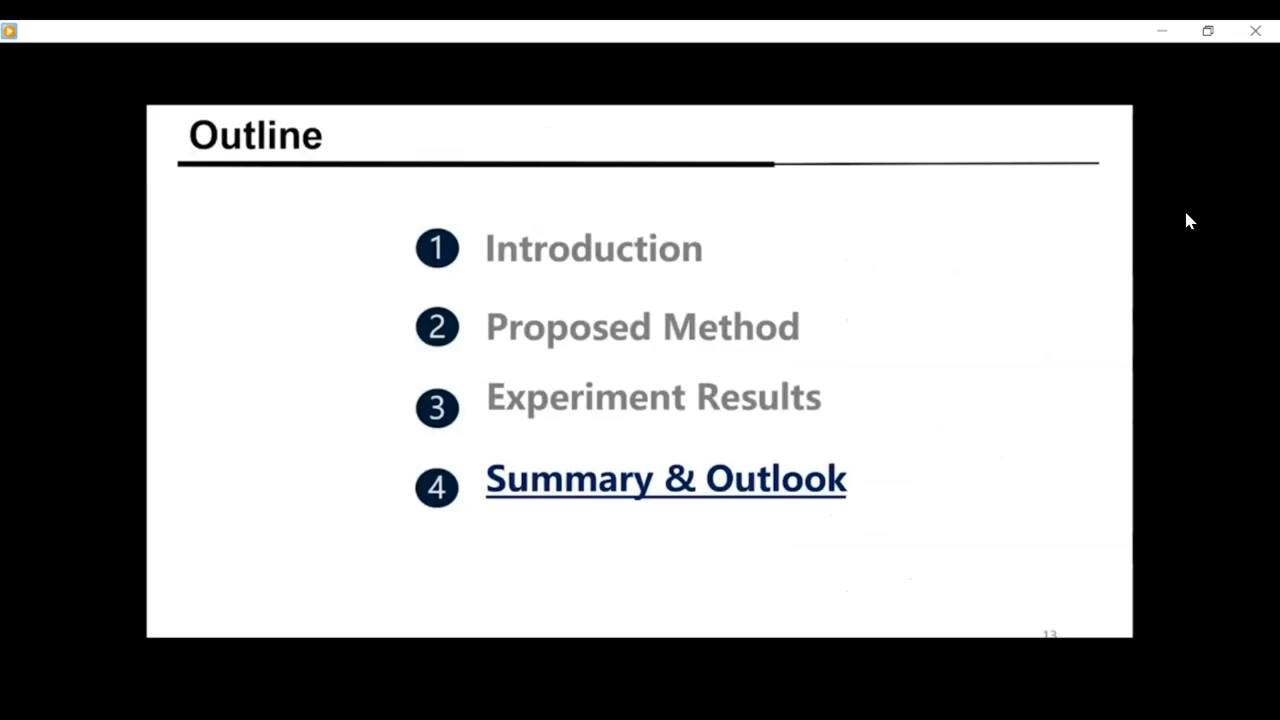 Outline
1 Introduction
2 Proposed Method
3 Experiment Results
4 Summary & Outlook
13